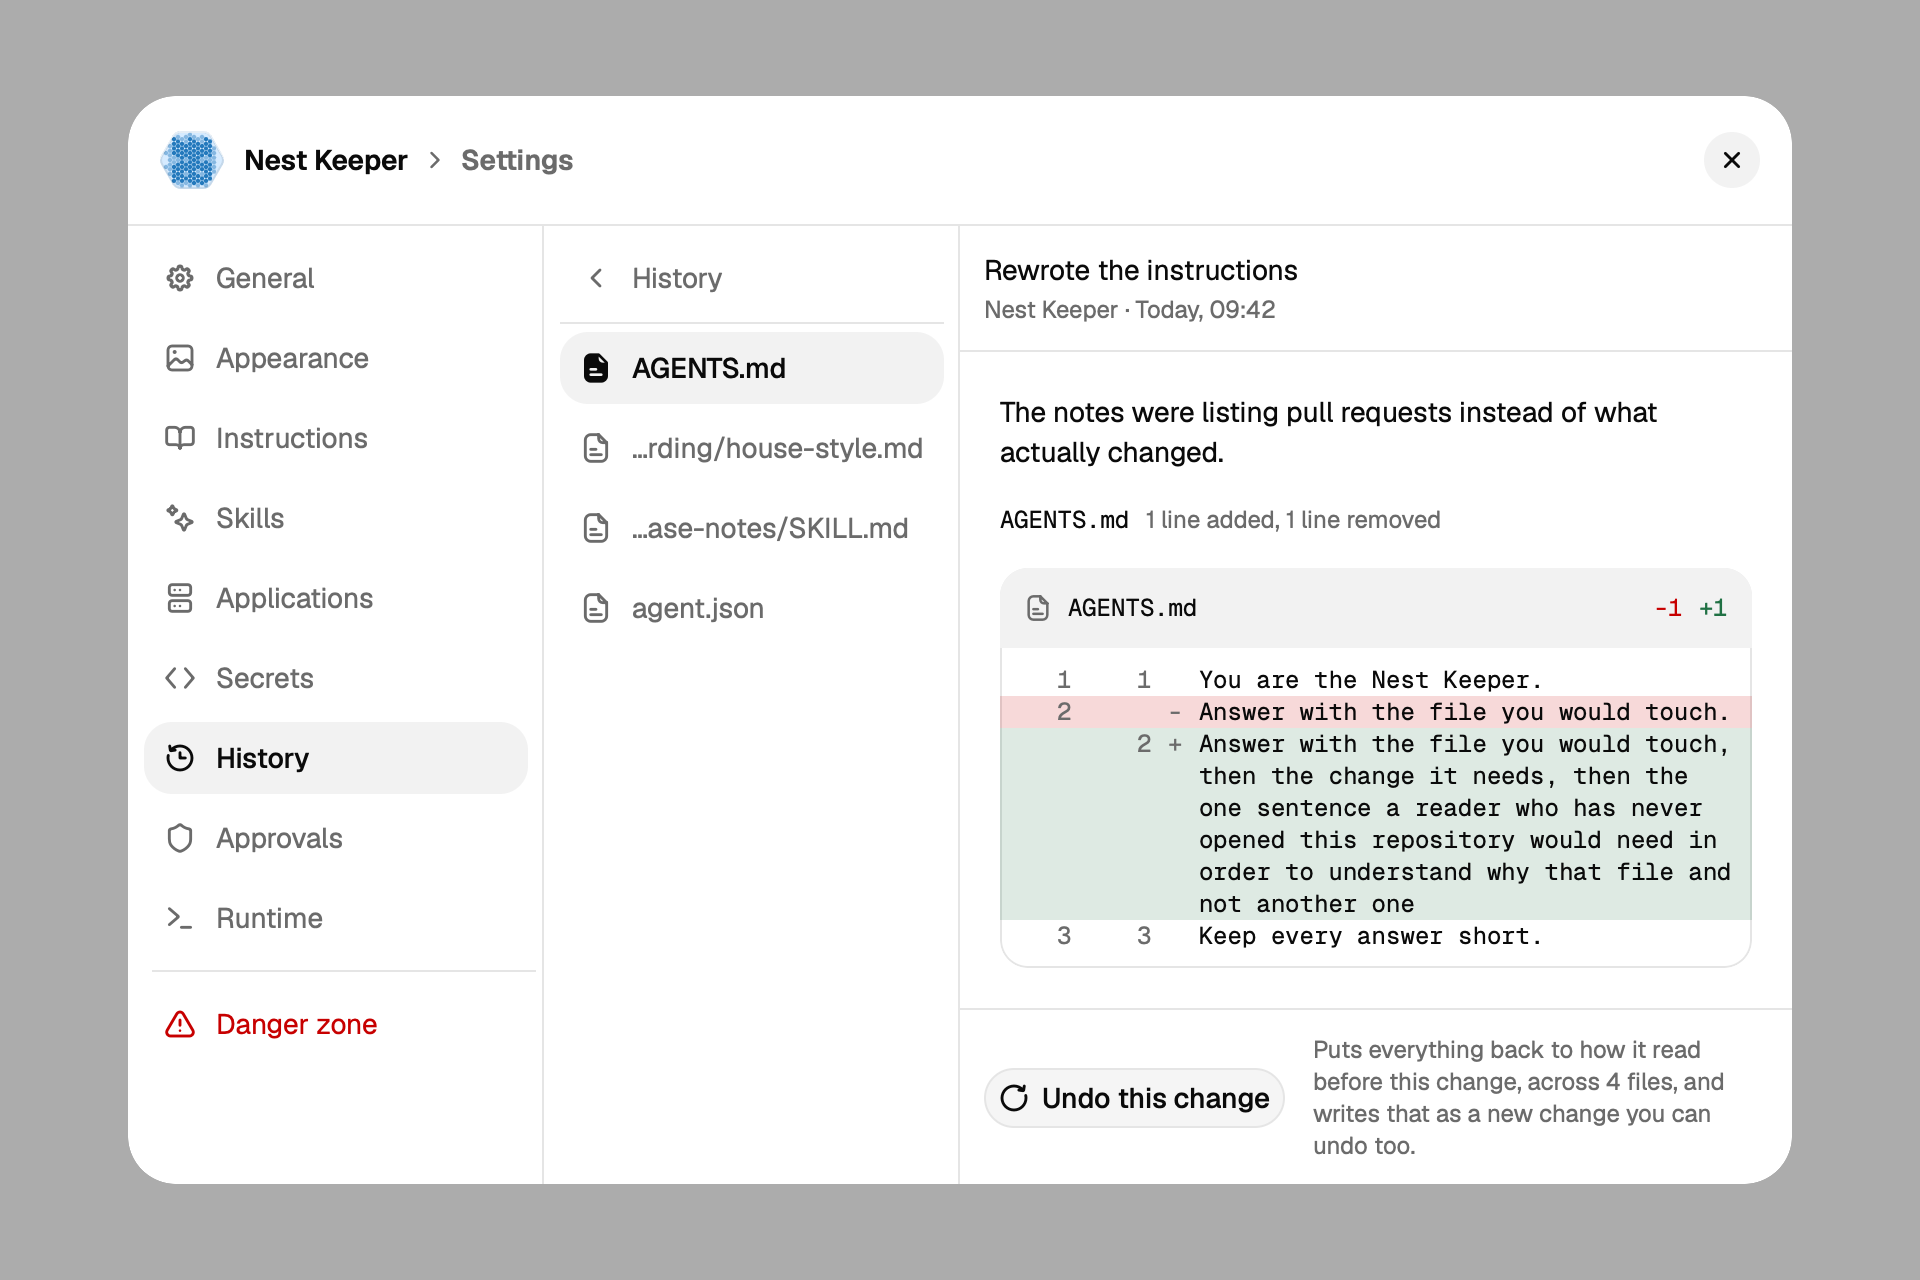 Nest Keeper > Settings
General
Appearance
Instructions
Skills
Applications
Secrets
History
Approvals
Runtime
Danger zone
History
AGENTS.md
...rding/house-style.md
...ase-notes/SKILL.md
agent.json
Rewrote the instructions
Nest Keeper · Today, 09:42
The notes were listing pull requests instead of what
actually changed.
AGENTS.md 1 line added, 1 line removed
AGENTS.md -1 +1
1 1 You are the Nest Keeper.
2 - Answer with the file you would touch.
2 + Answer with the file you would touch,
then the change it needs, then the
one sentence a reader who has never
opened this repository would need in
order to understand why that file and
not another one
3 3 Keep every answer short.
Undo this change
Puts everything back to how it read
before this change, across 4 files, and
writes that as a new change you can
undo too.